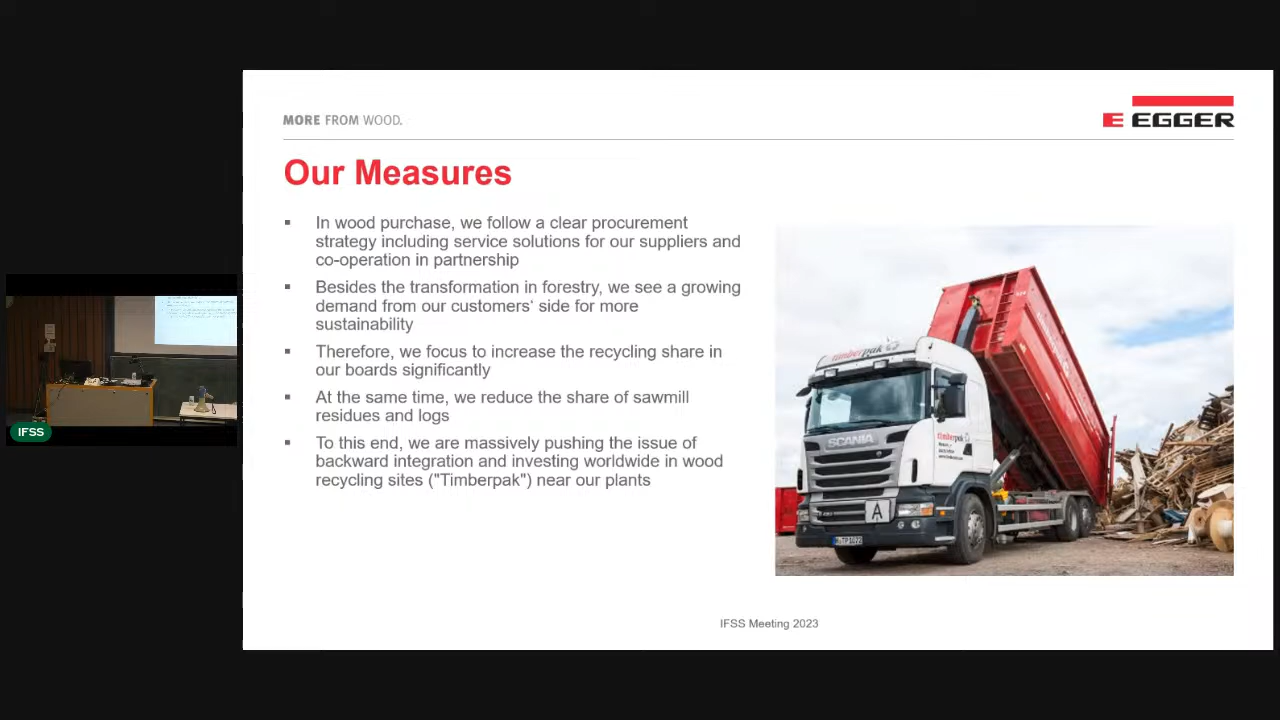 MORE FROM WOOD.
E EGGER
Our Measures
▪ In wood purchase, we follow a clear procurement
strategy including service solutions for our suppliers and
co-operation in partnership
▪ Besides the transformation in forestry, we see a growing
demand from our customers' side for more
sustainability
▪ Therefore, we focus to increase the recycling share in
our boards significantly
▪ At the same time, we reduce the share of sawmill
residues and logs
▪ To this end, we are massively pushing the issue of
backward integration and investing worldwide in wood
recycling sites ("Timberpak") near our plants
timberpak
SCANIA
timberpak
A
IFSS Meeting 2023
IFSS